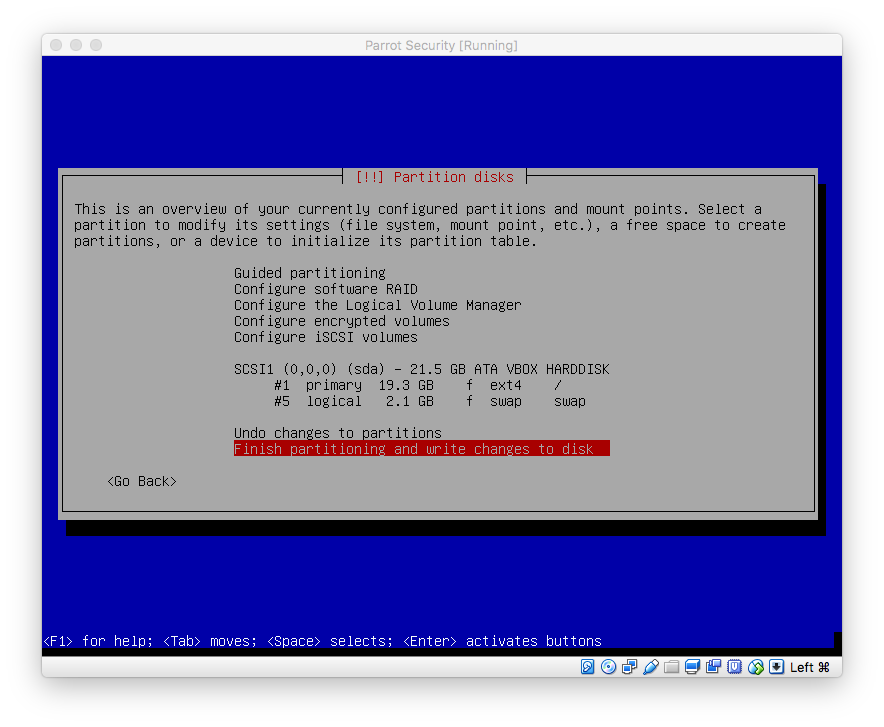 Parrot Security [Running]
[!!] Partition disks
This is an overview of your currently configured partitions and mount points. Select a
partition to modify its settings (file system, mount point, etc.), a free space to create
partitions, or a device to initialize its partition table.
Guided partitioning
Configure software RAID
Configure the Logical Volume Manager
Configure encrypted volumes
Configure iSCSI volumes
SCSI1 (0,0,0) (sda) - 21.5 GB ATA VBOX HARDDISK
#1 primary 19.3 GB f ext4 /
#5 logical 2.1 GB f swap swap
Undo changes to partitions
Finish partitioning and write changes to disk
<Go Back>
<F1> for help; <Tab> moves; <Space> selects; <Enter> activates buttons
Left ⌘